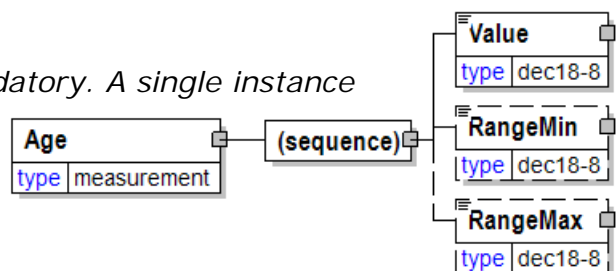 Value
type dec18-8
datory. A single instance
RangeMin
type dec18-8
Age
type measurement
(sequence)
RangeMax
type dec18-8